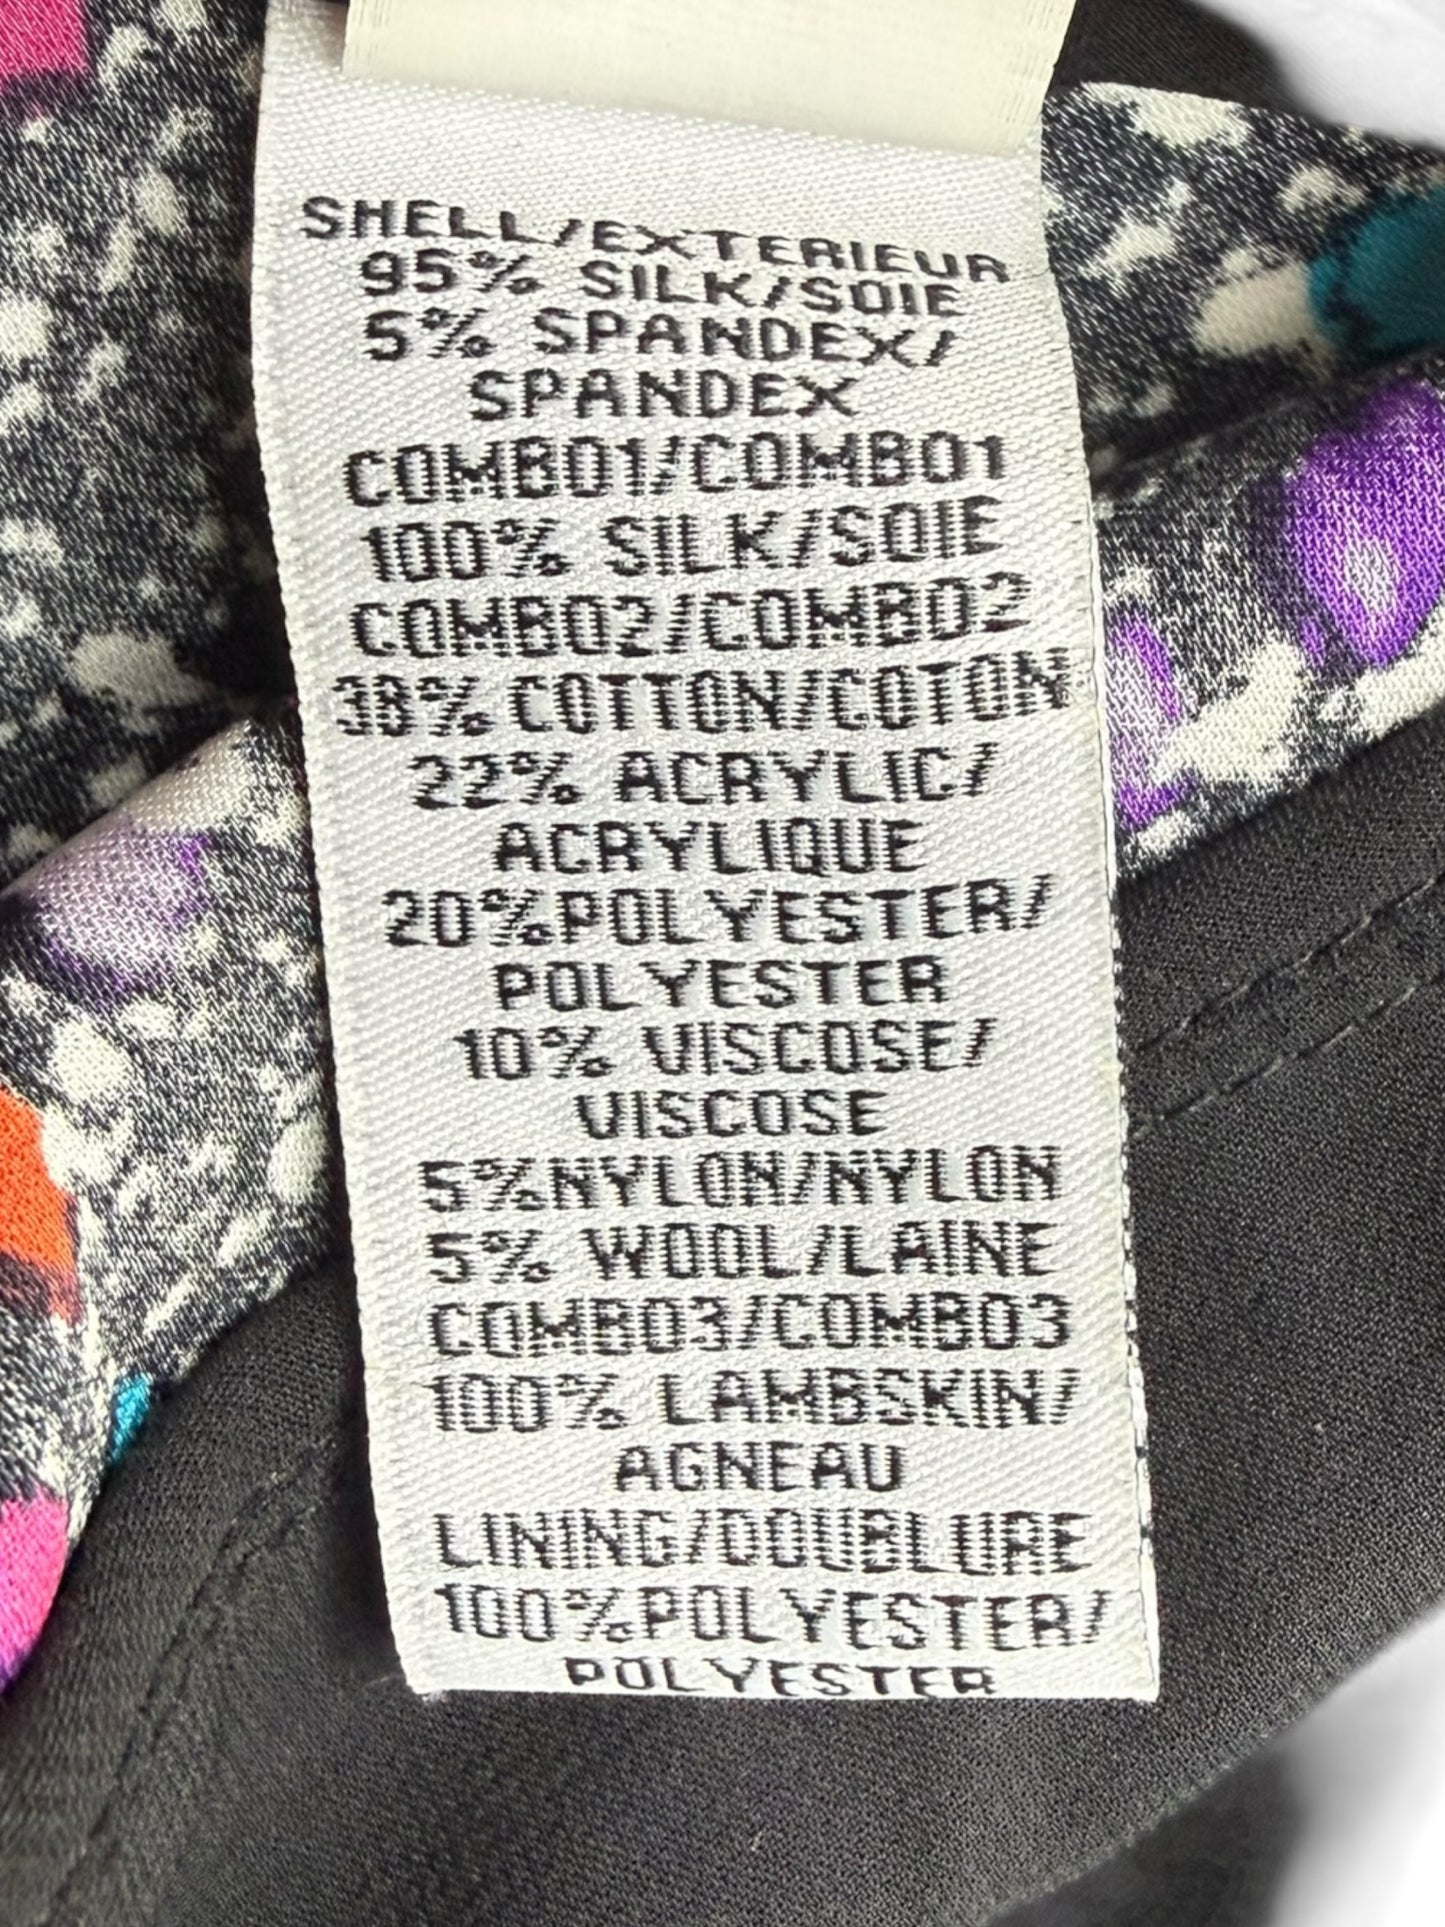 SHELL/EXTERIEUR
95% SILK/SOIE
5% SPANDEX/
SPANDEX
COMBO1/COMBO1
100% SILK/SOIE
COMBO2/COMBO2
38% COTTON/COTON
22% ACRYLIC/
ACRYLIQUE
20%POLYESTER/
POLYESTER
10% VISCOSE/
VISCOSE
5%NYLON/NYLON
5% WOOL/LAINE
COMBO3/COMBO3
100% LAMBSKIN/
AGNEAU
LINING/DOUBLURE
100%POLYESTER/
POLYESTER